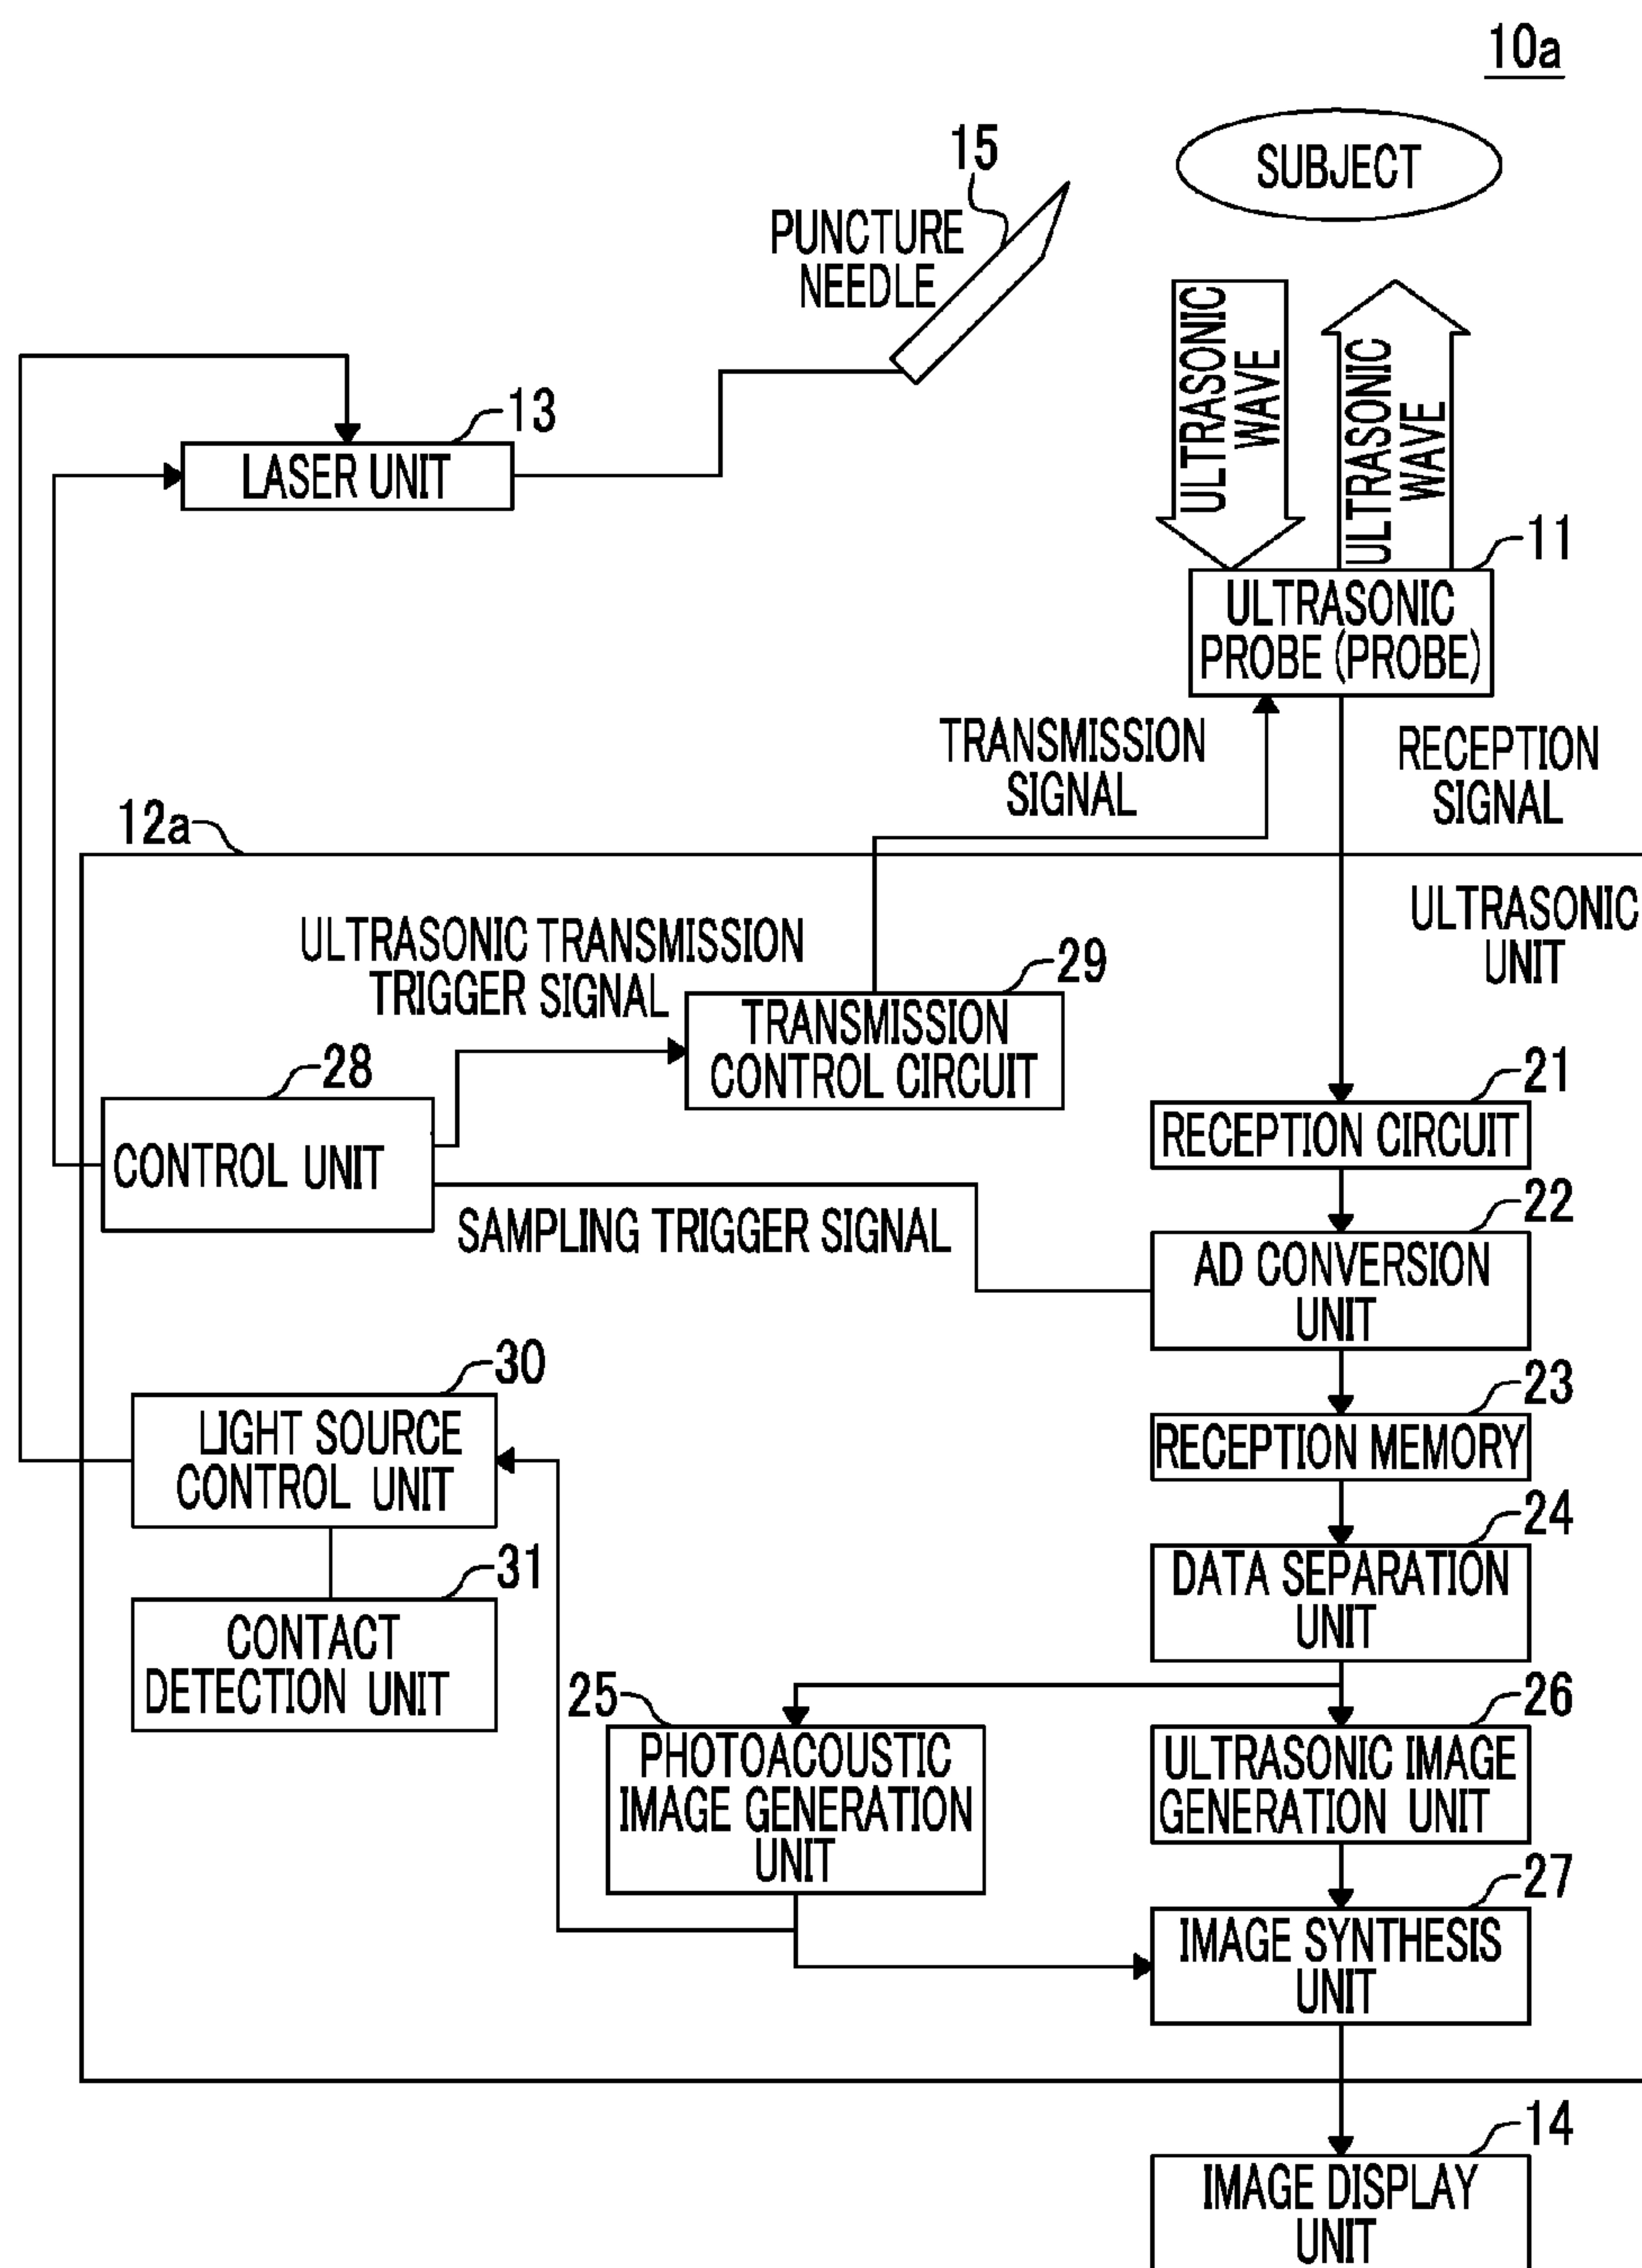 10a
SUBJECT
15
PUNCTURE
NEEDLE
ULTRASONIC
WAVE
ULTRASONIC
WAVE
13
LASER UNIT
11
ULTRASONIC
PROBE (PROBE)
TRANSMISSION
SIGNAL
RECEPTION
SIGNAL
12a
ULTRASONIC
UNIT
ULTRASONIC TRANSMISSION
TRIGGER SIGNAL
29
TRANSMISSION
CONTROL CIRCUIT
28
CONTROL UNIT
21
RECEPTION CIRCUIT
SAMPLING TRIGGER SIGNAL
22
AD CONVERSION
UNIT
30
LIGHT SOURCE
CONTROL UNIT
23
RECEPTION MEMORY
31
CONTACT
DETECTION UNIT
24
DATA SEPARATION
UNIT
25
PHOTOACOUSTIC
IMAGE GENERATION
UNIT
26
ULTRASONIC IMAGE
GENERATION UNIT
27
IMAGE SYNTHESIS
UNIT
14
IMAGE DISPLAY
UNIT